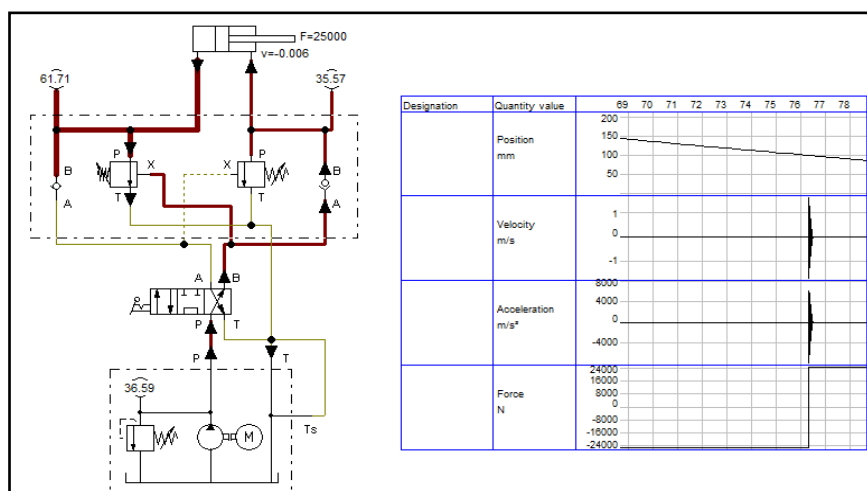 F=25000
v=-0.006
61.71
35.57
P
X
T
X
P
T
B
A
B
A
A
B
P
T
P
T
36.59
M
Ts
Designation
Quantity value
69 70 71 72 73 74 75 76 77 78
Position
mm
200
150
100
50
Velocity
m/s
1
0
-1
Acceleration
m/s²
8000
4000
0
-4000
Force
N
24000
16000
8000
0
-8000
-16000
-24000